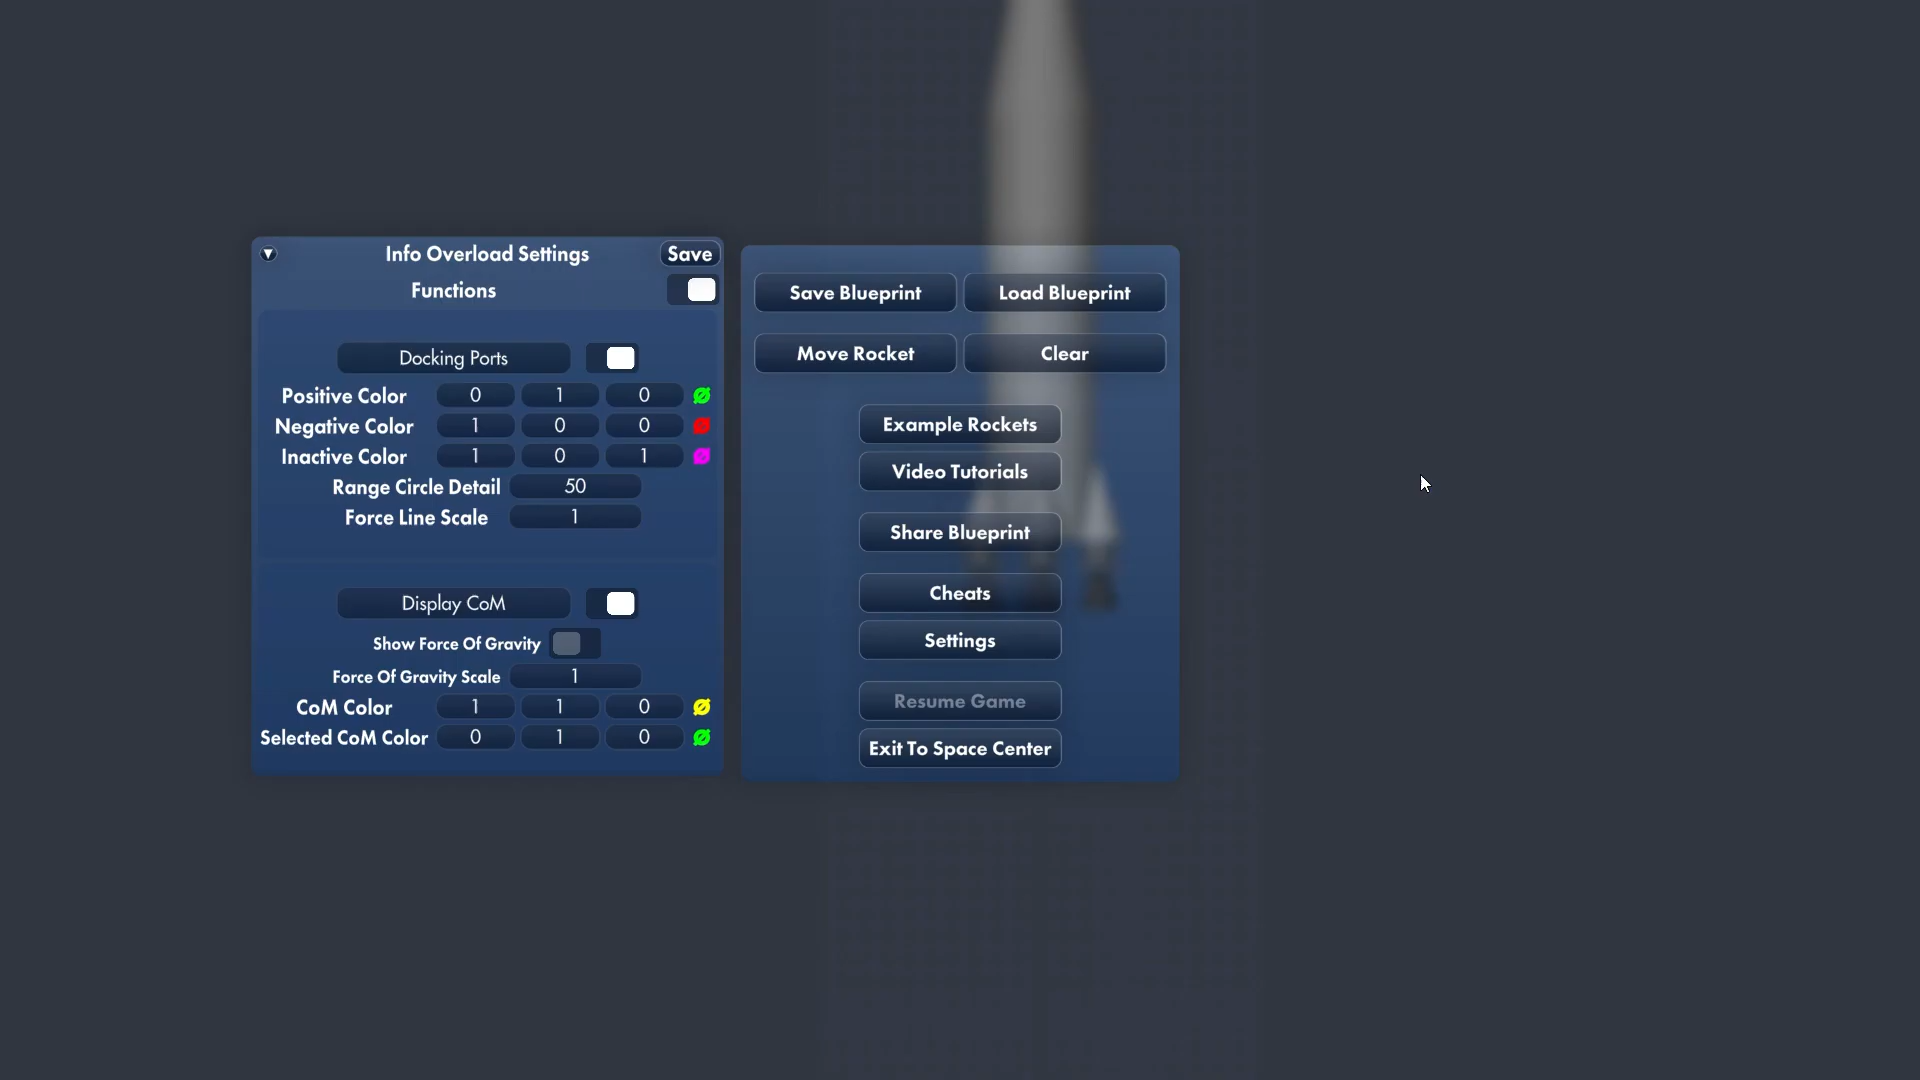 Info Overload Settings
Save
Functions
Docking Ports
Positive Color 0 1 0
Negative Color 1 0 0
Inactive Color 1 0 1
Range Circle Detail 50
Force Line Scale 1
Display CoM
Show Force Of Gravity
Force Of Gravity Scale 1
CoM Color 1 1 0
Selected CoM Color 0 1 0
Save Blueprint
Load Blueprint
Move Rocket
Clear
Example Rockets
Video Tutorials
Share Blueprint
Cheats
Settings
Resume Game
Exit To Space Center